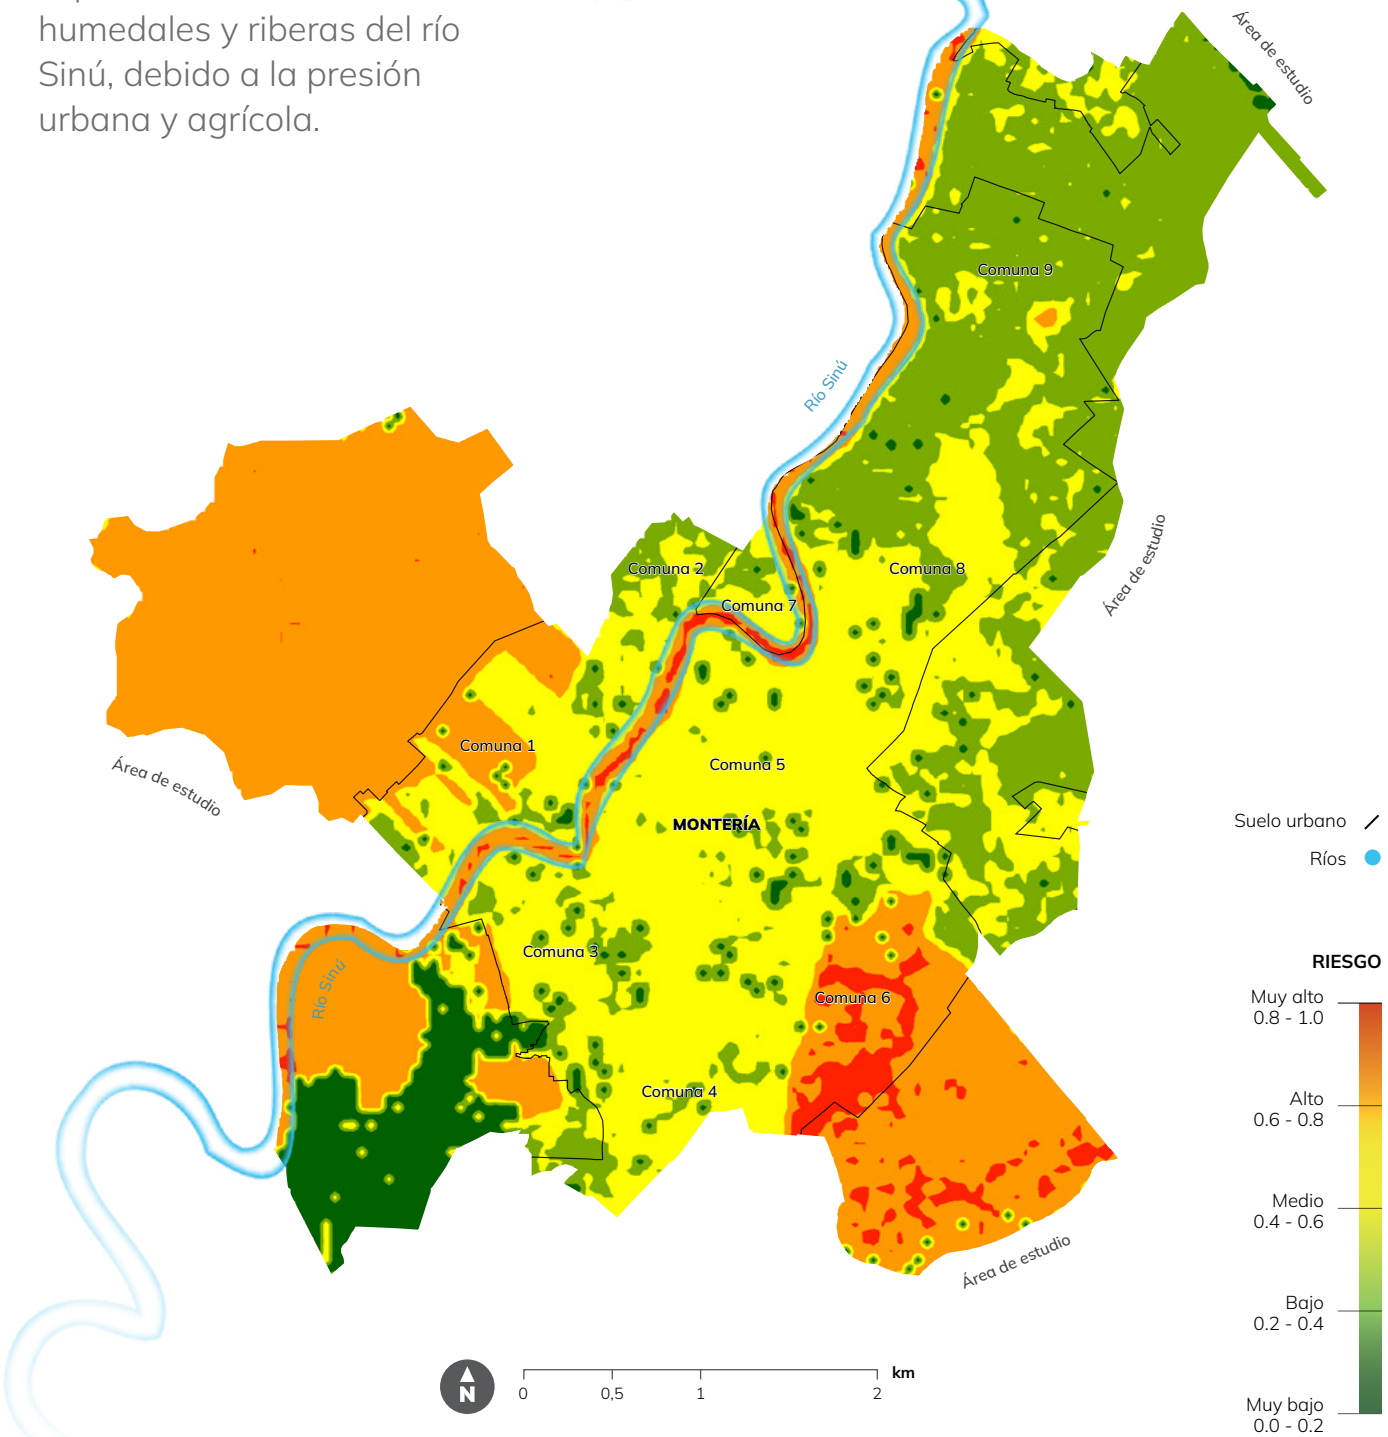 humedales y riberas del río
Sinú, debido a la presión
urbana y agrícola.
Área de estudio
Comuna 9
Río Sinú
Comuna 2
Comuna 8
Comuna 7
Área de estudio
Comuna 1
Comuna 5
Área de estudio
MONTERÍA
Suelo urbano
Ríos
Comuna 3
Río Sinú
Comuna 6
Comuna 4
Área de estudio
RIESGO
Muy alto
0.8 - 1.0
Alto
0.6 - 0.8
Medio
0.4 - 0.6
Bajo
0.2 - 0.4
Muy bajo
0.0 - 0.2
N
0 0,5 1 2 km